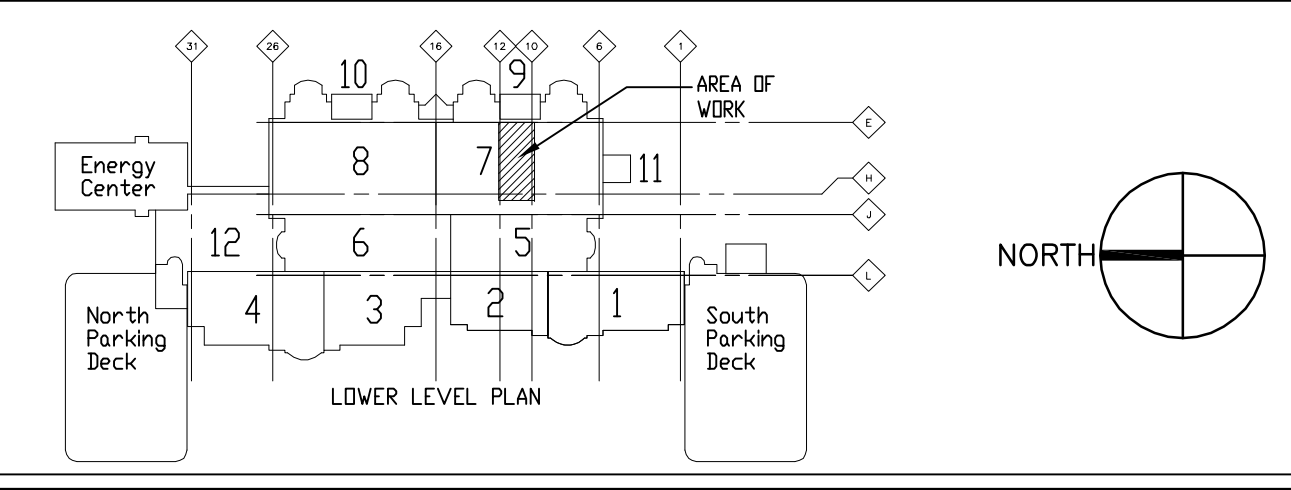 31 26 16 12 10 6 1
10 9
AREA OF
WORK
E
Energy
Center
8 7 11
H
J
12 6 5
NORTH
L
4 3 2 1
North
Parking
Deck
South
Parking
Deck
LOWER LEVEL PLAN